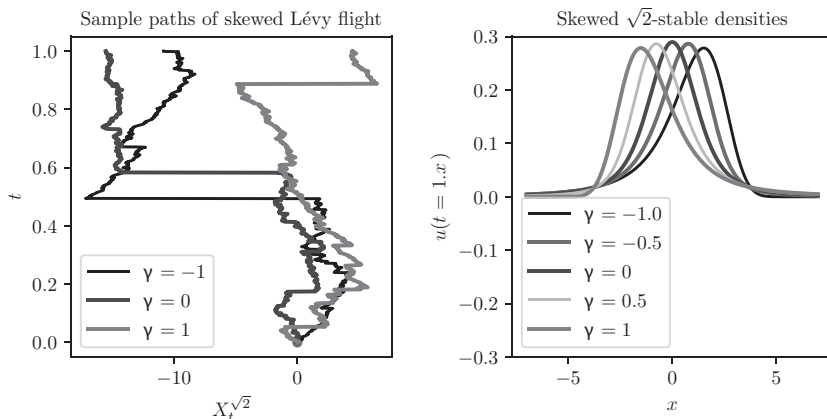 Sample paths of skewed Lévy flight
1.0
0.8
0.6
0.4
0.2
0.0
t
γ = −1
γ = 0
γ = 1
−10
0
X_t^√2
Skewed √2-stable densities
0.3
0.2
0.1
0.0
−0.1
−0.2
−0.3
u(t = 1.x)
γ = −1.0
γ = −0.5
γ = 0
γ = 0.5
γ = 1
−5
0
5
x